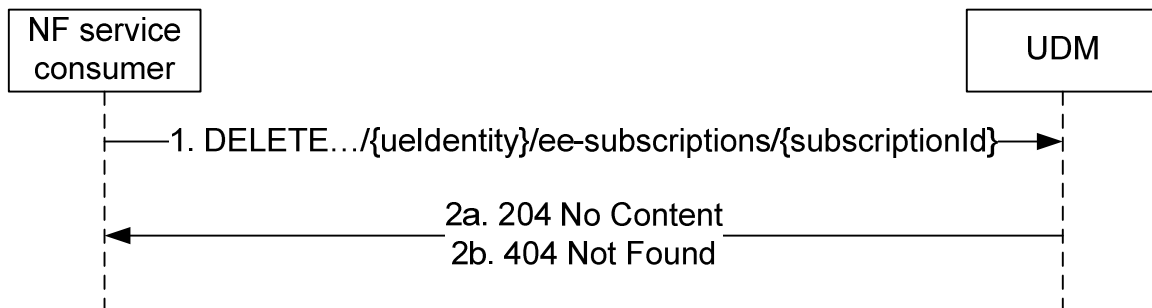 NF service
consumer
UDM
1. DELETE…/{ueIdentity}/ee-subscriptions/{subscriptionId}
2a. 204 No Content
2b. 404 Not Found